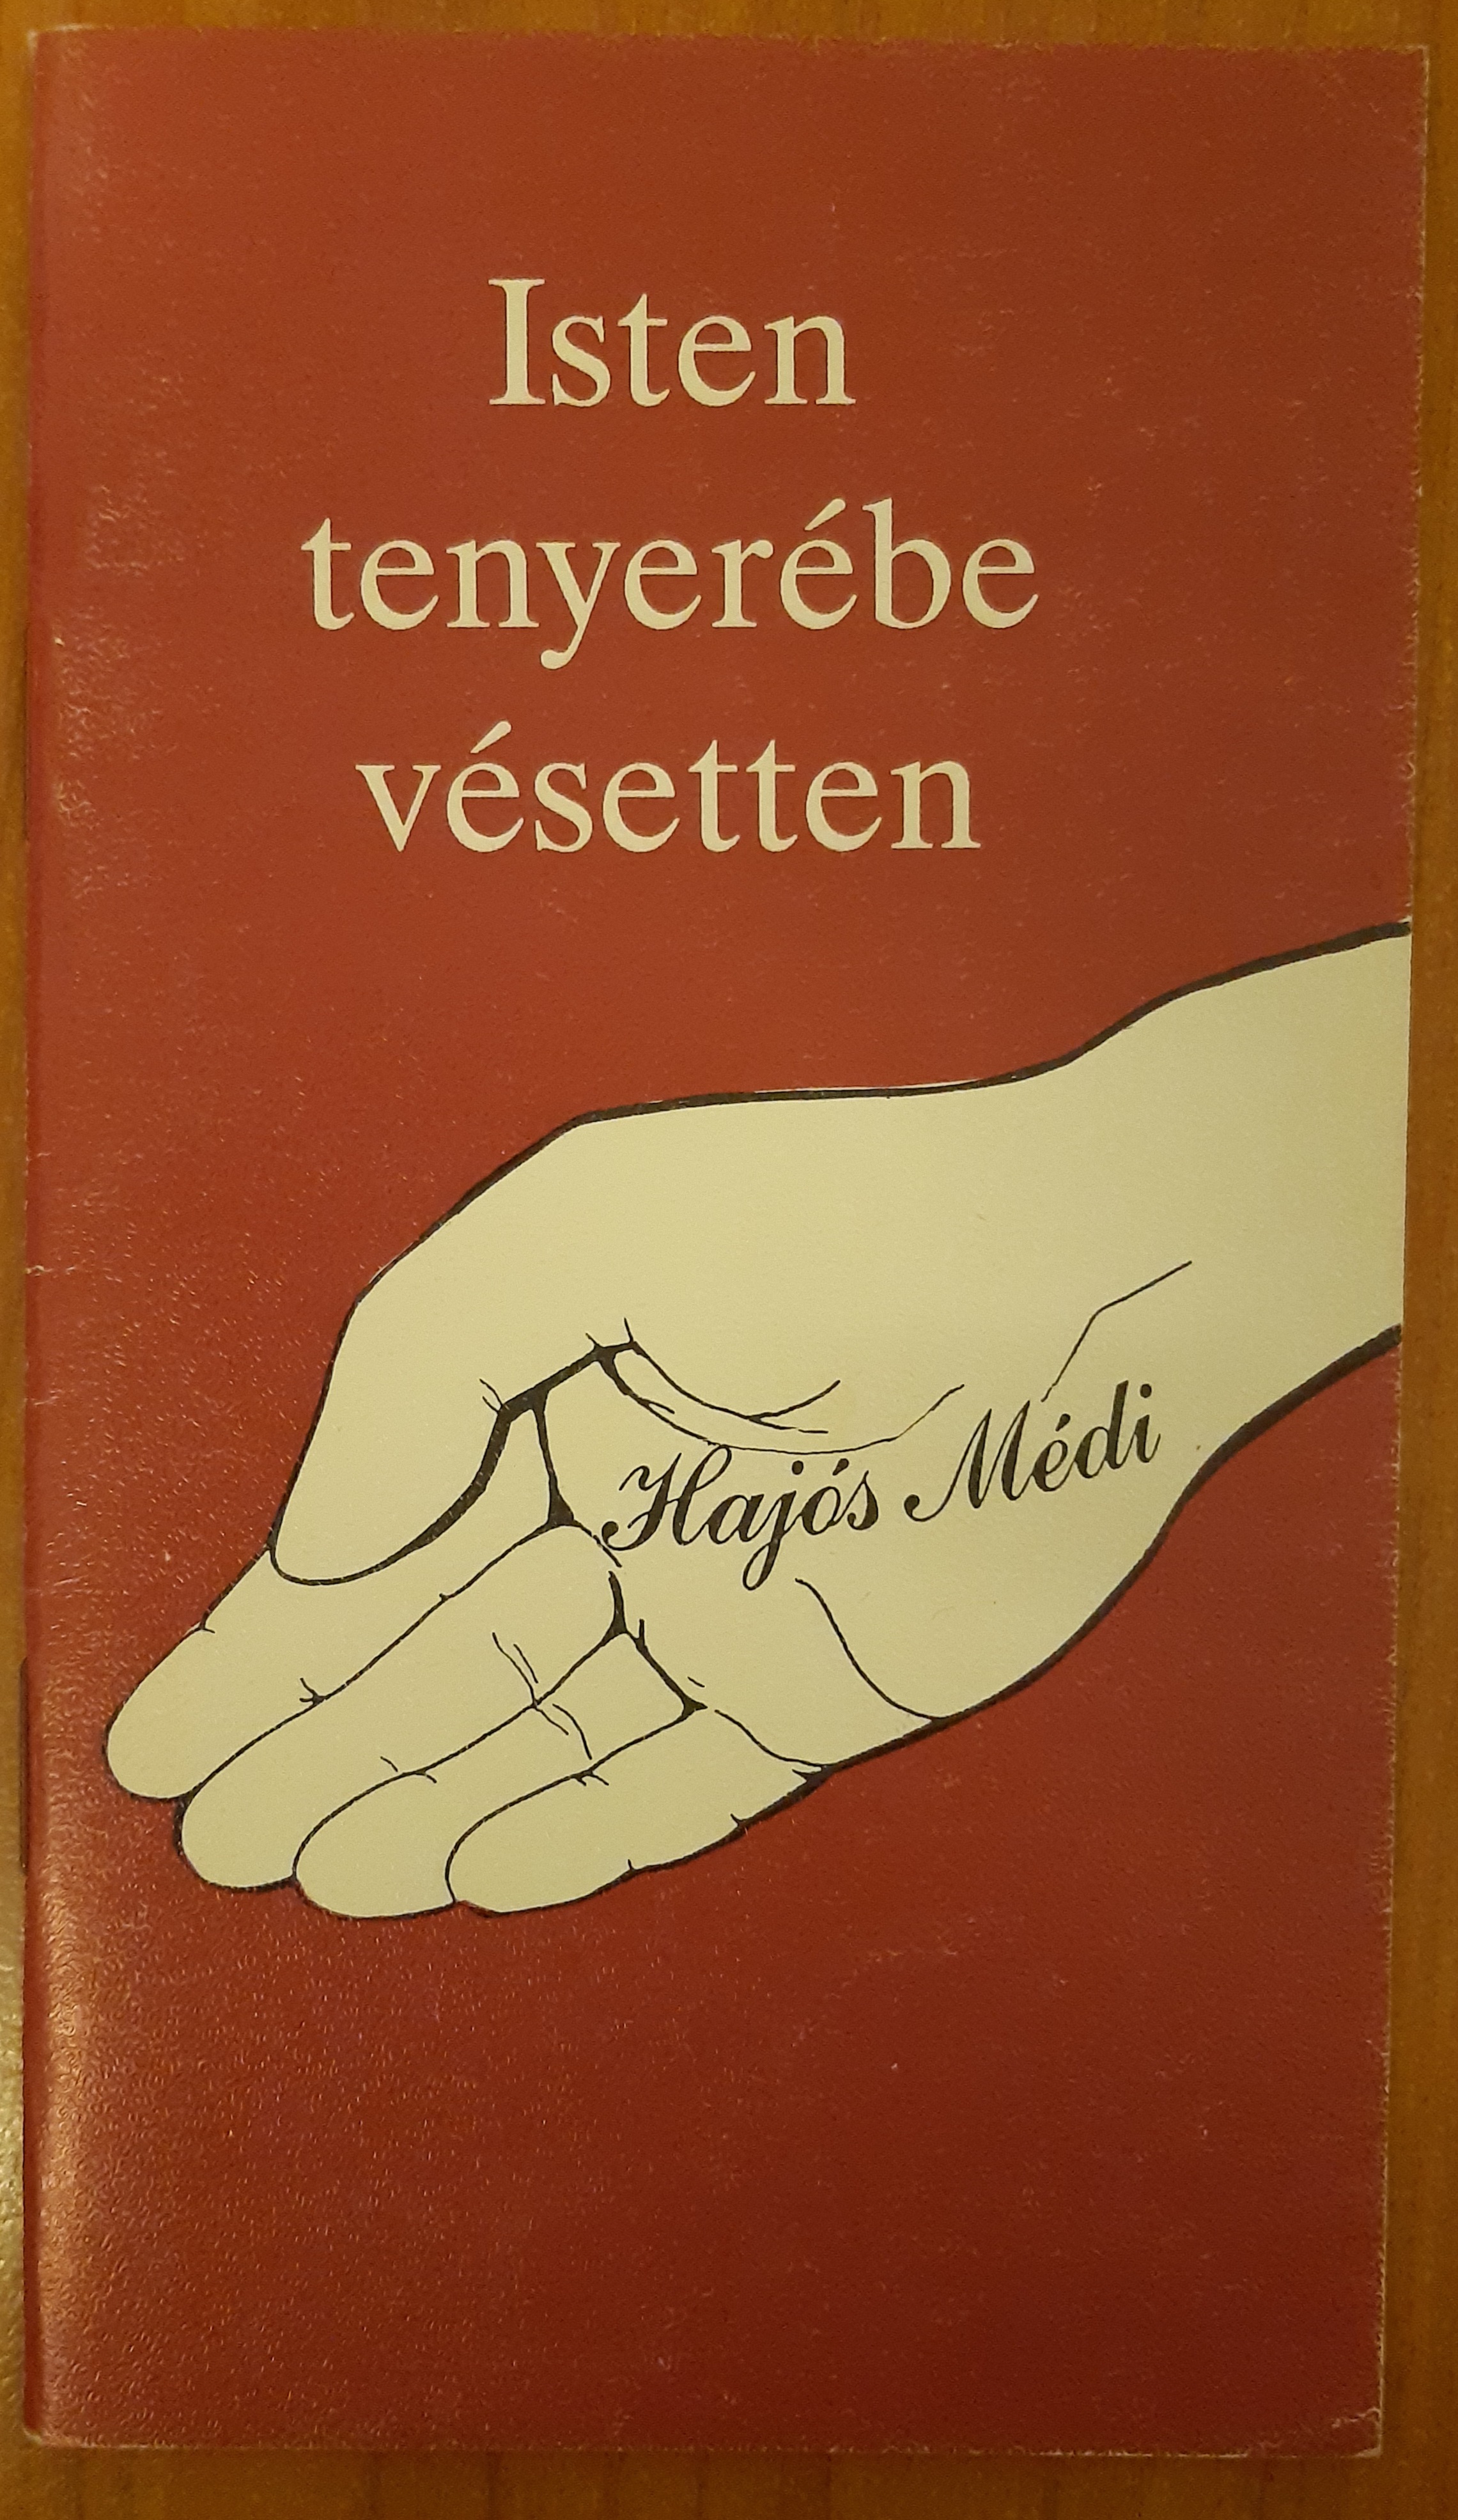 Isten
tenyerébe
vésetten
Hajós Médi